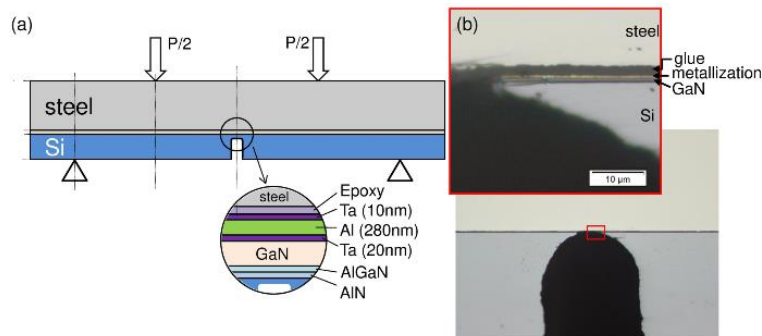 (a)
P/2
P/2
steel
Si
steel
Epoxy
Ta (10nm)
Al (280nm)
Ta (20nm)
GaN
AlGaN
AlN
(b)
steel
glue
metallization
GaN
Si
10 µm